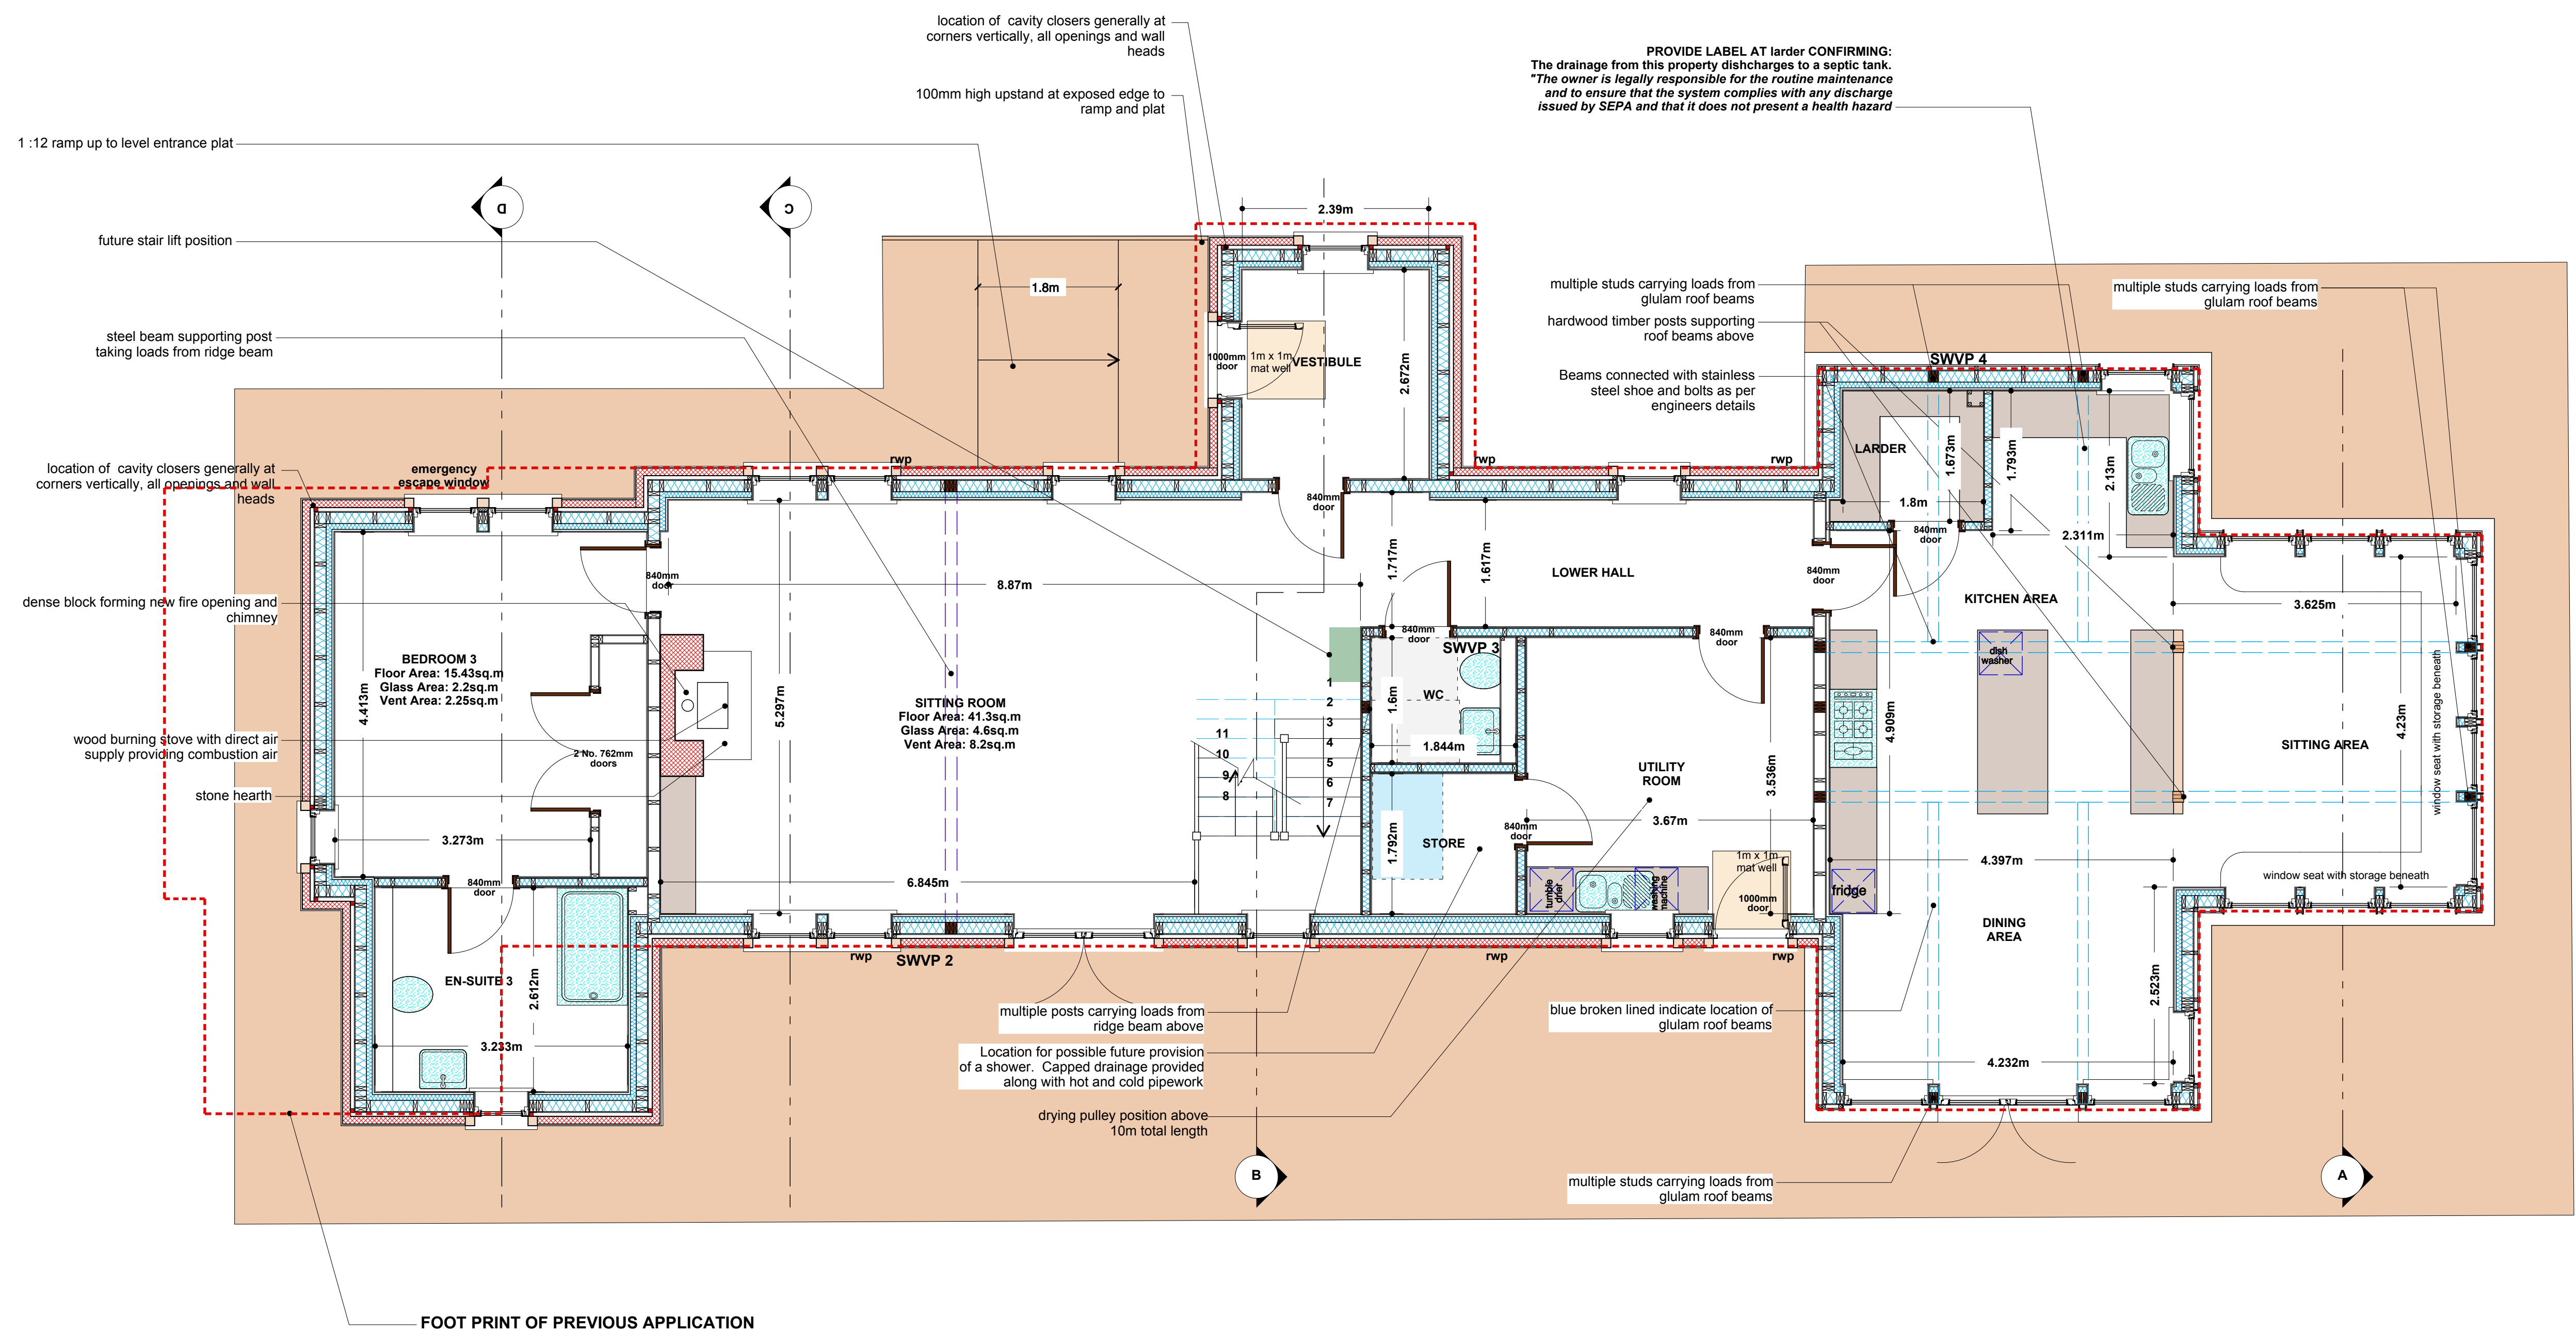 location of  cavity closers generally at
corners vertically, all openings and wall
heads
PROVIDE LABEL AT larder CONFIRMING:
The drainage from this property dishcharges to a septic tank.
"The owner is legally responsible for the routine maintenance
and to ensure that the system complies with any discharge
issued by SEPA and that it does not present a health hazard
100mm high upstand at exposed edge to
ramp and plat
1 :12 ramp up to level entrance plat
D
C
2.39m
future stair lift position
1.8m
multiple studs carrying loads from
glulam roof beams
multiple studs carrying loads from
glulam roof beams
hardwood timber posts supporting
roof beams above
steel beam supporting post
taking loads from ridge beam
1000mm
door
1m x 1m
mat well
VESTIBULE
2.672m
SWVP 4
Beams connected with stainless
steel shoe and bolts as per
engineers details
location of  cavity closers generally at
corners vertically, all openings and wall
heads
emergency
escape window
rwp
rwp
rwp
LARDER
1.673m
1.793m
2.13m
1.8m
840mm
door
840mm
door
2.311m
1.717m
1.617m
LOWER HALL
840mm
door
840mm
door
8.87m
KITCHEN AREA
3.625m
dense block forming new fire opening and
chimney
840mm
door
840mm
door
SWVP 3
dish
washer
BEDROOM 3
Floor Area: 15.43sq.m
Glass Area: 2.2sq.m
Vent Area: 2.25sq.m
4.413m
5.297m
SITTING ROOM
Floor Area: 41.3sq.m
Glass Area: 4.6sq.m
Vent Area: 8.2sq.m
1
2
3
4
5
6
7
8
9
10
11
1.6m
WC
1.844m
4.909m
4.23m
window seat with storage beneath
SITTING AREA
wood burning stove with direct air
supply providing combustion air
2 No. 762mm
doors
UTILITY
ROOM
3.536m
stone hearth
3.273m
1.792m
STORE
840mm
door
3.67m
4.397m
1m x 1m
mat well
840mm
door
6.845m
tumble
drier
washing
machine
1000mm
door
fridge
window seat with storage beneath
DINING
AREA
rwp
SWVP 2
rwp
rwp
EN-SUITE 3
2.612m
2.523m
multiple posts carrying loads from
ridge beam above
blue broken lined indicate location of
glulam roof beams
3.233m
Location for possible future provision
of a shower.  Capped drainage provided
along with hot and cold pipework
4.232m
drying pulley position above
10m total length
B
A
multiple studs carrying loads from
glulam roof beams
FOOT PRINT OF PREVIOUS APPLICATION